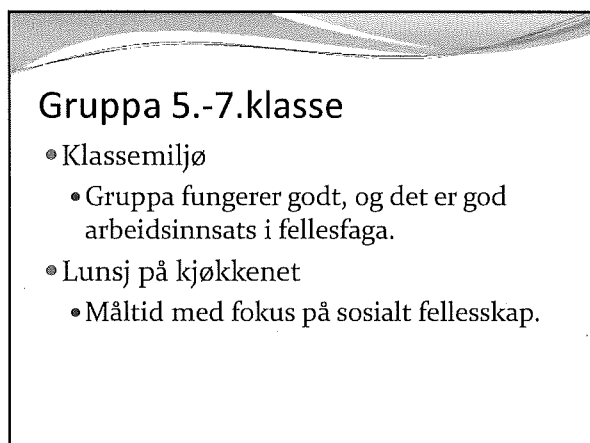 Gruppa 5.-7.klasse
Klassemiljø
Gruppa fungerer godt, og det er god
arbeidsinnsats i fellesfaga.
Lunsj på kjøkkenet
Måltid med fokus på sosialt fellesskap.